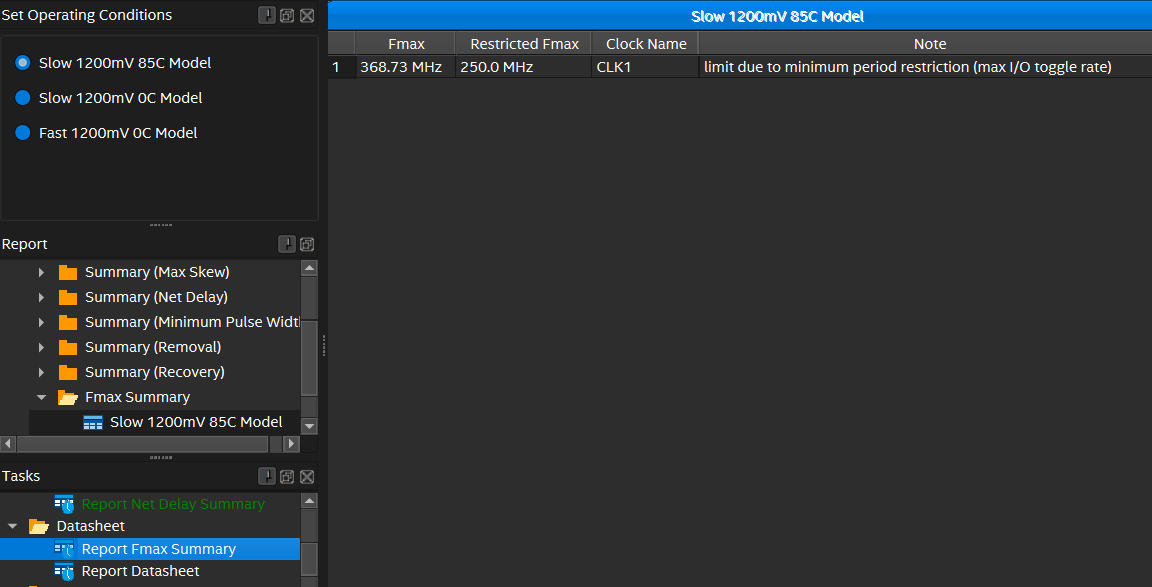 Set Operating Conditions
Slow 1200mV 85C Model
Slow 1200mV 0C Model
Fast 1200mV 0C Model
Report
Summary (Max Skew)
Summary (Net Delay)
Summary (Minimum Pulse Widt
Summary (Removal)
Summary (Recovery)
Fmax Summary
Slow 1200mV 85C Model
Tasks
Report Net Delay Summary
Datasheet
Report Fmax Summary
Report Datasheet
Slow 1200mV 85C Model
Fmax Restricted Fmax Clock Name Note
1 368.73 MHz 250.0 MHz CLK1 limit due to minimum period restriction (max I/O toggle rate)